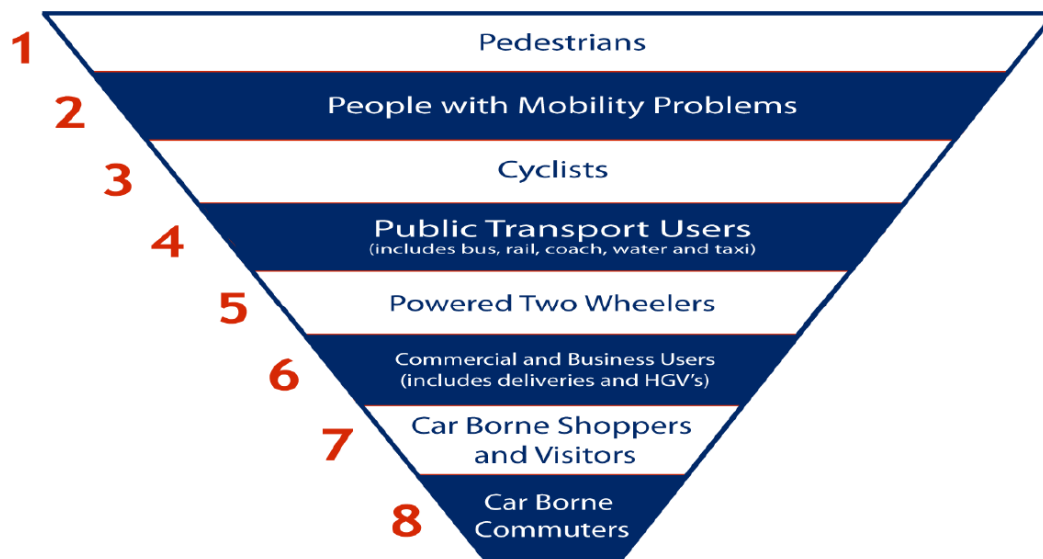 1 Pedestrians
2 People with Mobility Problems
3 Cyclists
4 Public Transport Users
(includes bus, rail, coach, water and taxi)
5 Powered Two Wheelers
6 Commercial and Business Users
(includes deliveries and HGV's)
7 Car Borne Shoppers
and Visitors
8 Car Borne
Commuters